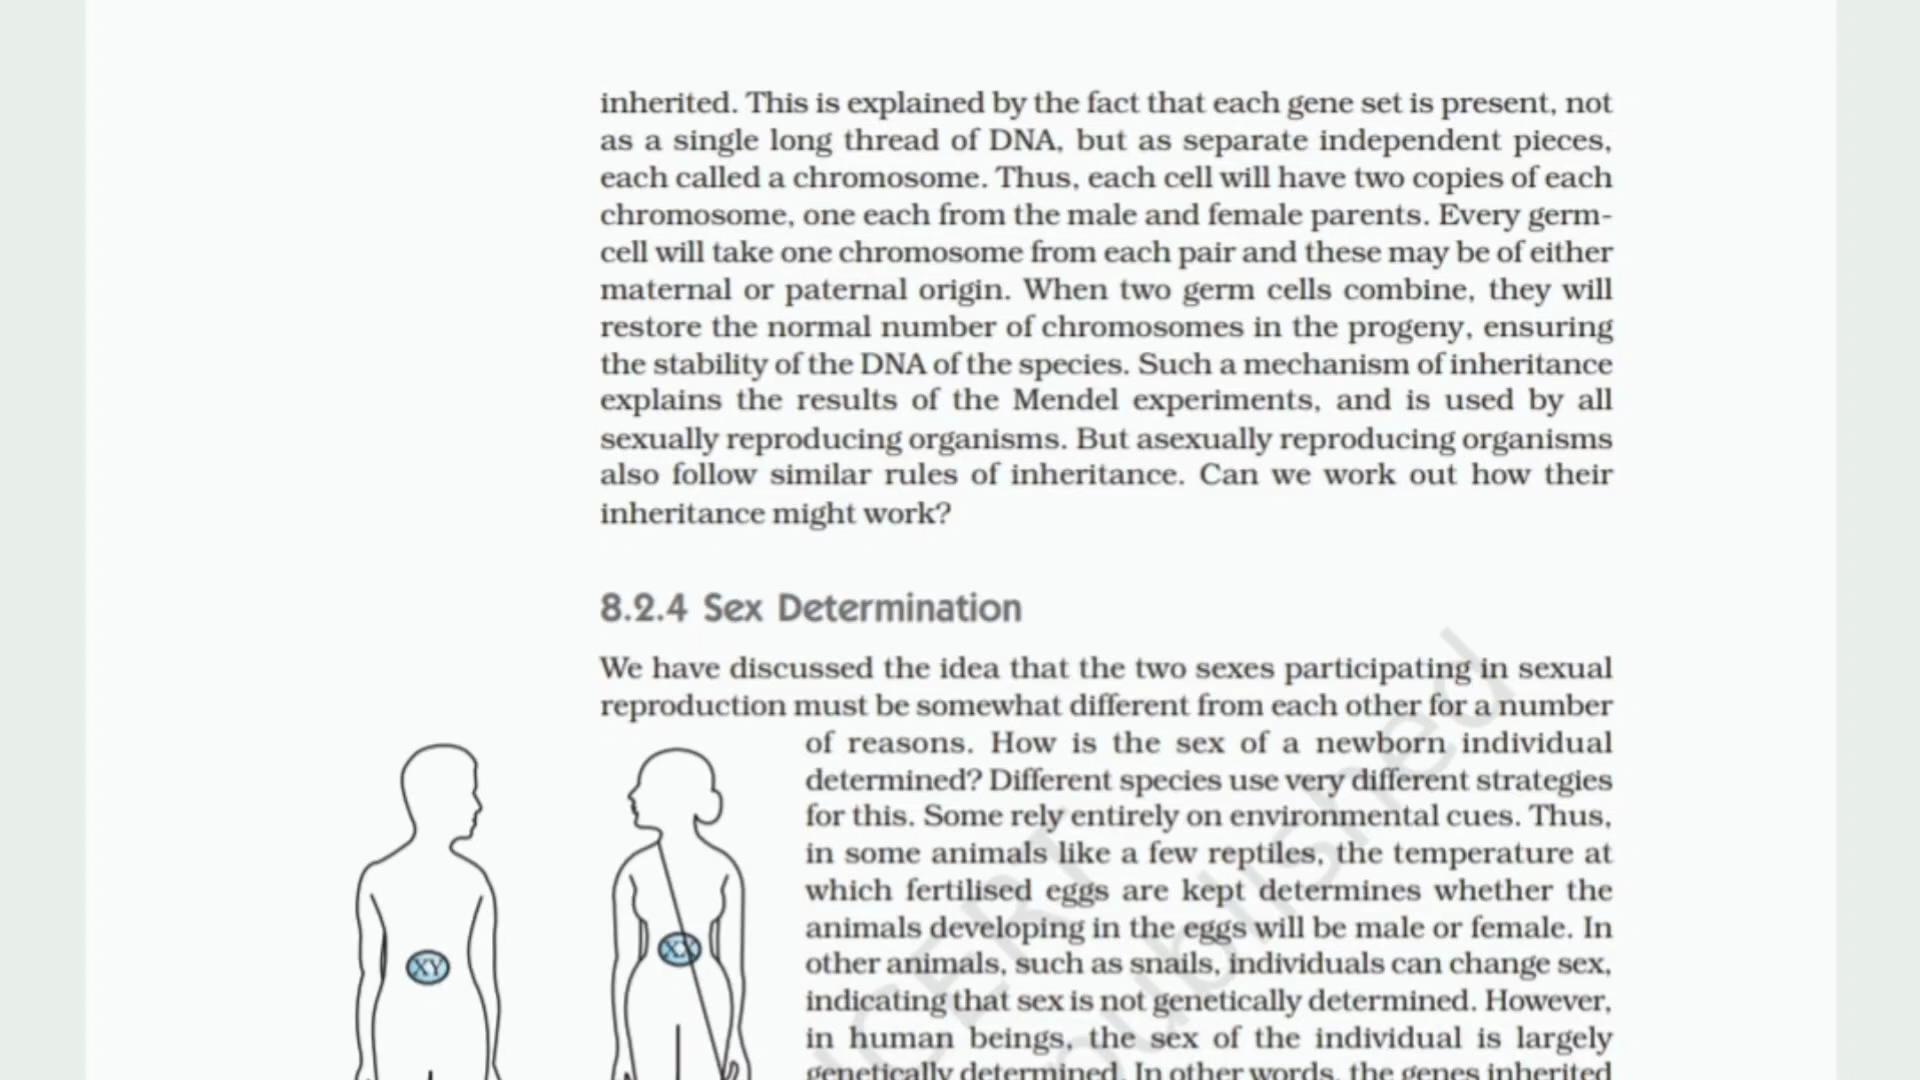 inherited. This is explained by the fact that each gene set is present, not
as a single long thread of DNA, but as separate independent pieces,
each called a chromosome. Thus, each cell will have two copies of each
chromosome, one each from the male and female parents. Every germ-
cell will take one chromosome from each pair and these may be of either
maternal or paternal origin. When two germ cells combine, they will
restore the normal number of chromosomes in the progeny, ensuring
the stability of the DNA of the species. Such a mechanism of inheritance
explains the results of the Mendel experiments, and is used by all
sexually reproducing organisms. But asexually reproducing organisms
also follow similar rules of inheritance. Can we work out how their
inheritance might work?
8.2.4 Sex Determination
We have discussed the idea that the two sexes participating in sexual
reproduction must be somewhat different from each other for a number
of reasons. How is the sex of a newborn individual
determined? Different species use very different strategies
for this. Some rely entirely on environmental cues. Thus,
in some animals like a few reptiles, the temperature at
which fertilised eggs are kept determines whether the
animals developing in the eggs will be male or female. In
other animals, such as snails, individuals can change sex,
indicating that sex is not genetically determined. However,
in human beings, the sex of the individual is largely
genetically determined. In other words, the genes inherited
XY
XX
published